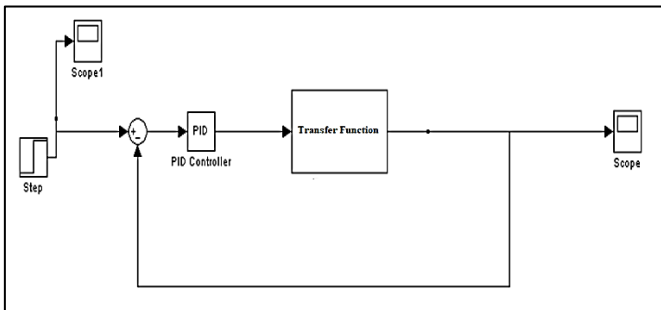 Scope1
+
-
PID
Transfer Function
PID Controller
Step
Scope